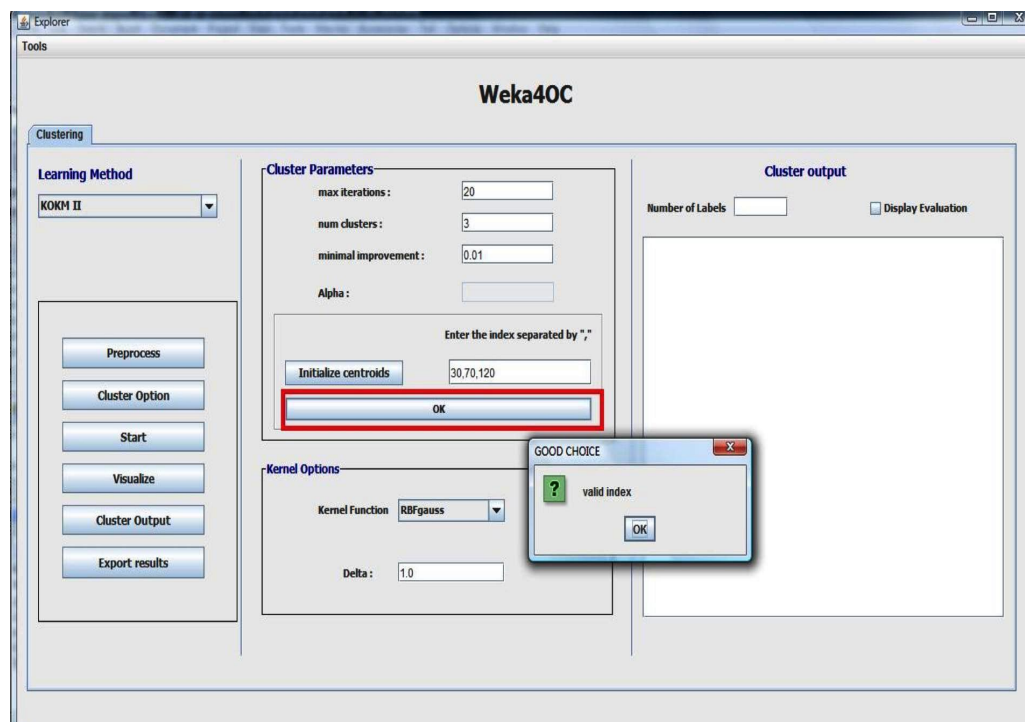 Explorer
Tools
Weka4OC
Clustering
Learning Method
KOKM II
Preprocess
Cluster Option
Start
Visualize
Cluster Output
Export results
Cluster Parameters
max iterations :
20
num clusters :
3
minimal improvement :
0.01
Alpha :
Enter the index separated by ","
Initialize centroids
30,70,120
OK
Kernel Options
Kernel Function
RBFgauss
Delta :
1.0
GOOD CHOICE
? valid index
OK
Cluster output
Number of Labels
Display Evaluation